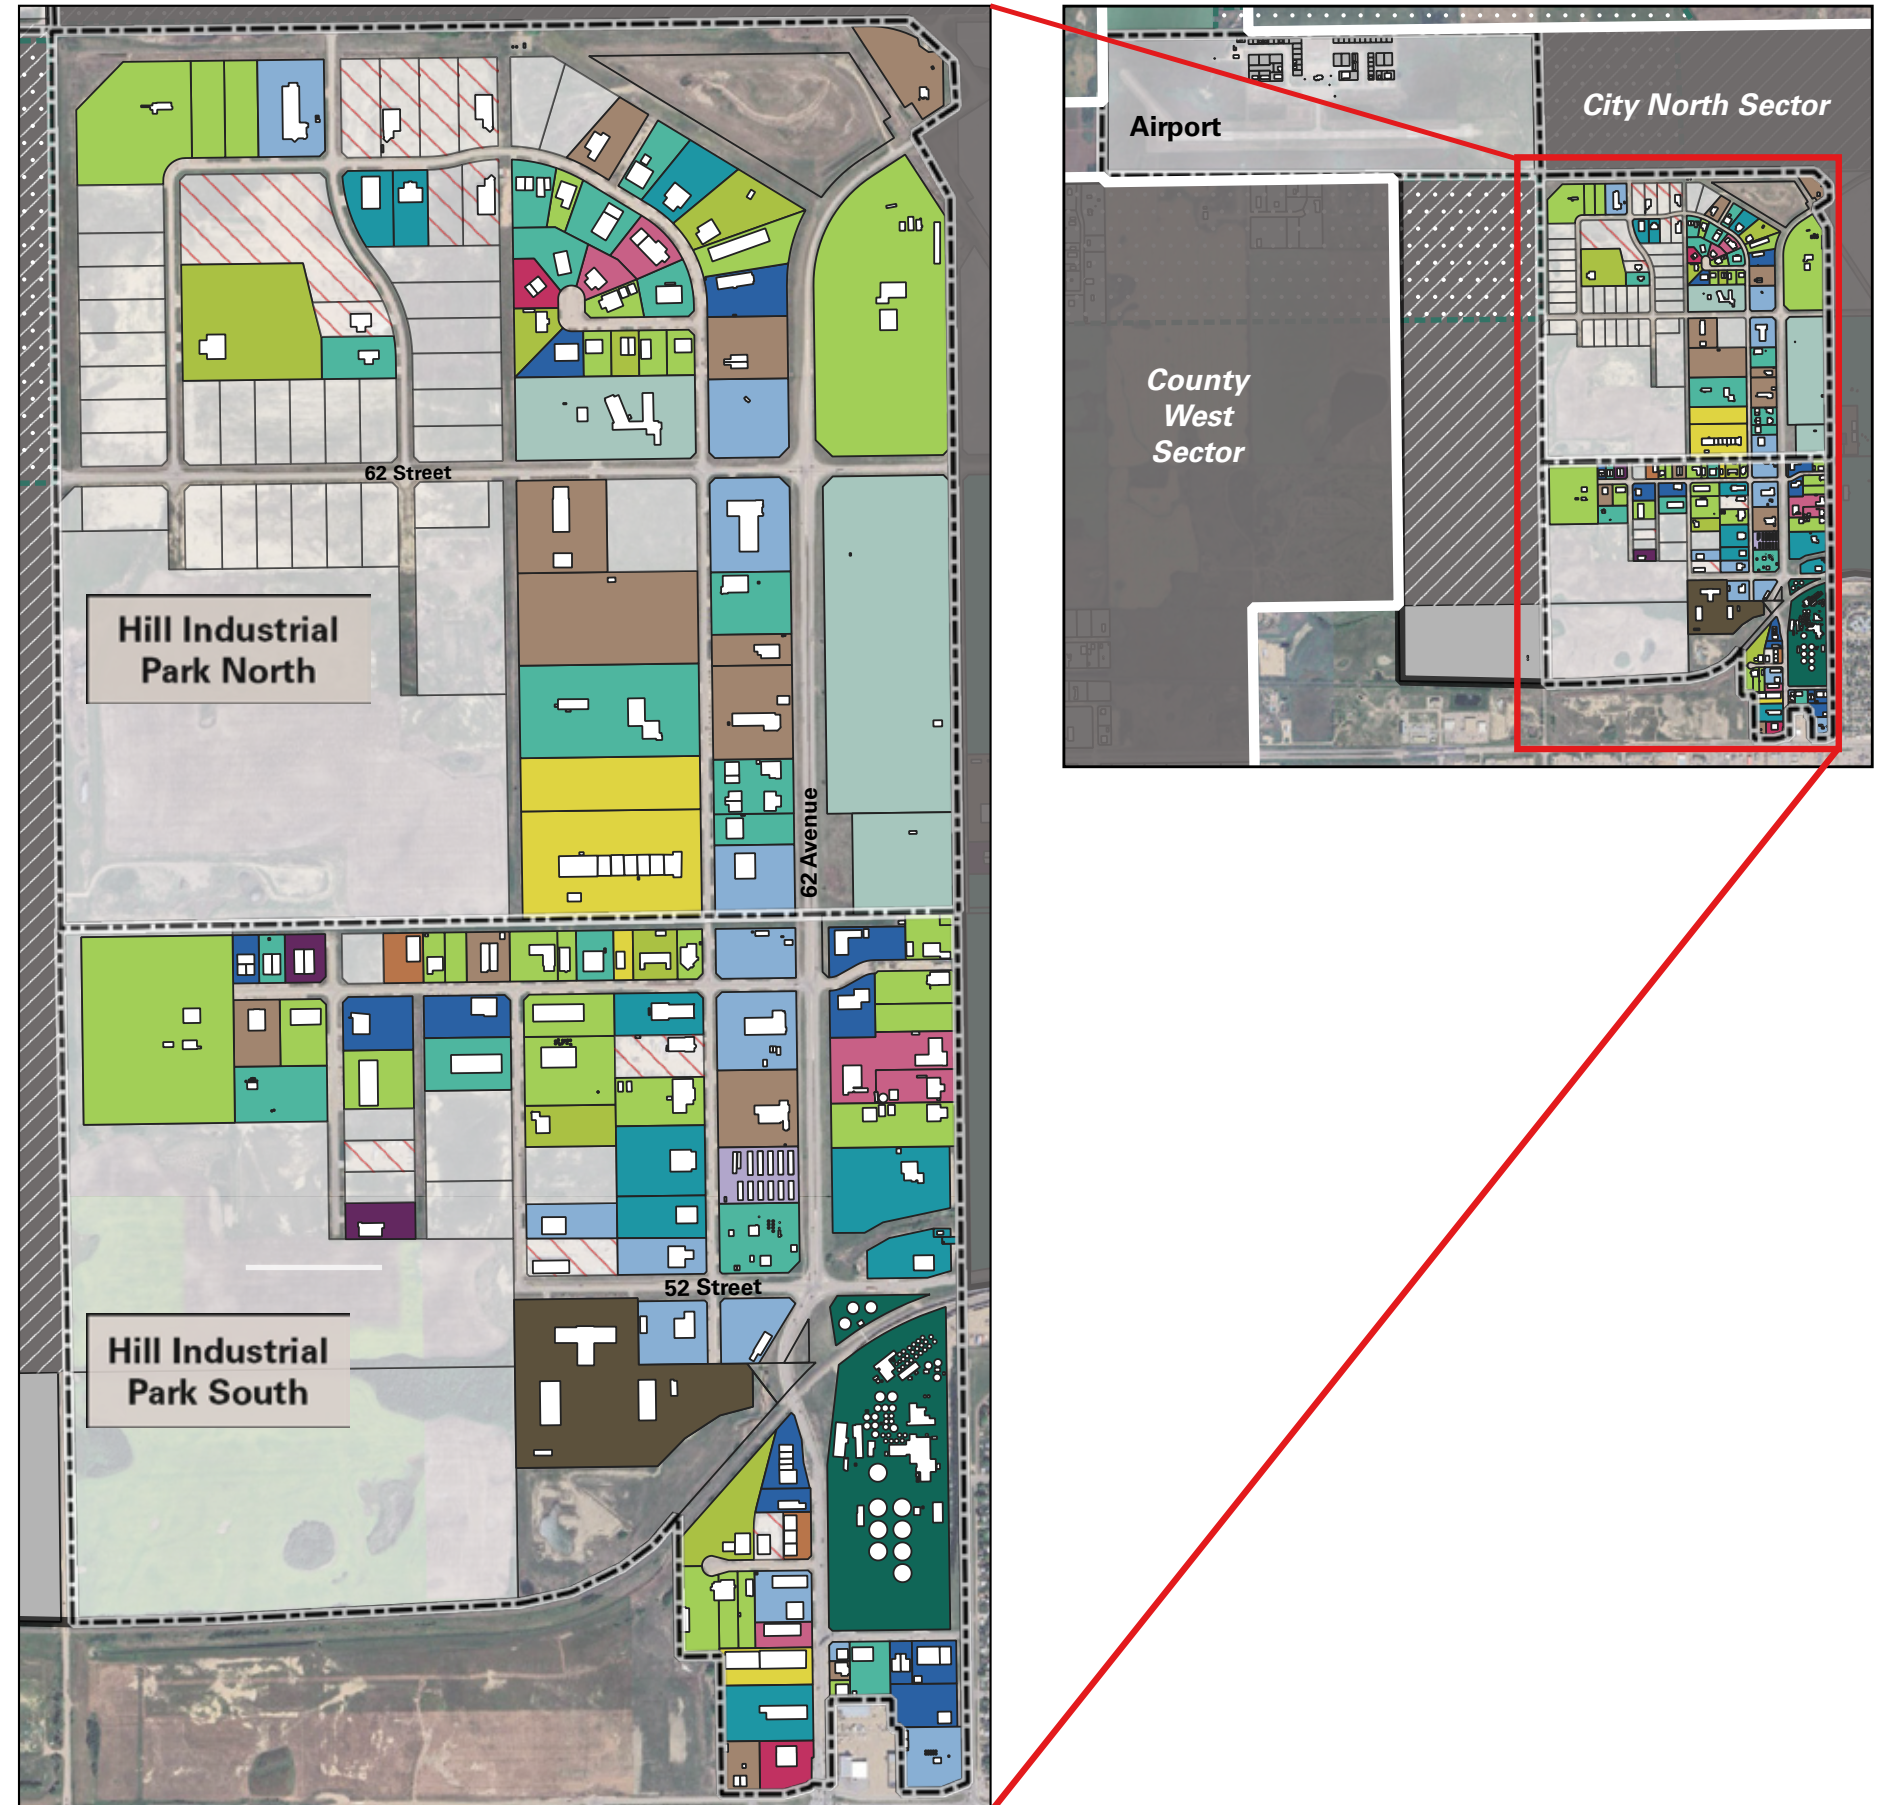 62 Street
Hill Industrial
Park North
62 Avenue
52 Street
Hill Industrial
Park South
Airport
City North Sector
County
West
Sector